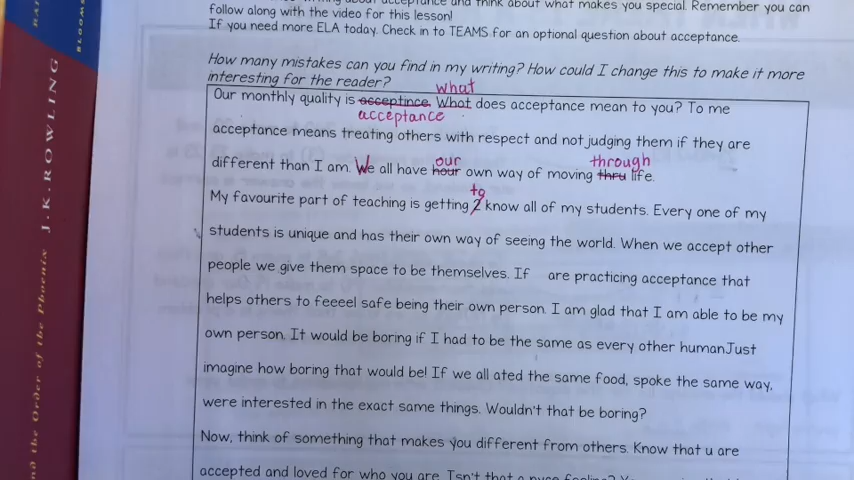 follow along with the video for this lesson!
If you need more ELA today. Check in to TEAMS for an optional question about acceptance.
How many mistakes can you find in my writing? How could I change this to make it more
interesting for the reader?
what
Our monthly quality is acceptince. What does acceptance mean to you? To me
acceptance
acceptance means treating others with respect and not judging them if they are
our through
different than I am. We all have hour own way of moving thru life.
to
My favourite part of teaching is getting 2 know all of my students. Every one of my
students is unique and has their own way of seeing the world. When we accept other
people we give them space to be themselves. If are practicing acceptance that
helps others to feeeel safe being their own person. I am glad that I am able to be my
own person. It would be boring if I had to be the same as every other humanJust
imagine how boring that would be! If we all ated the same food, spoke the same way,
were interested in the exact same things. Wouldn't that be boring?
Now, think of something that makes you different from others. Know that u are
accepted and loved for who you are. Isn't that a
J.K. ROWLING
and the Order of the Phoenix